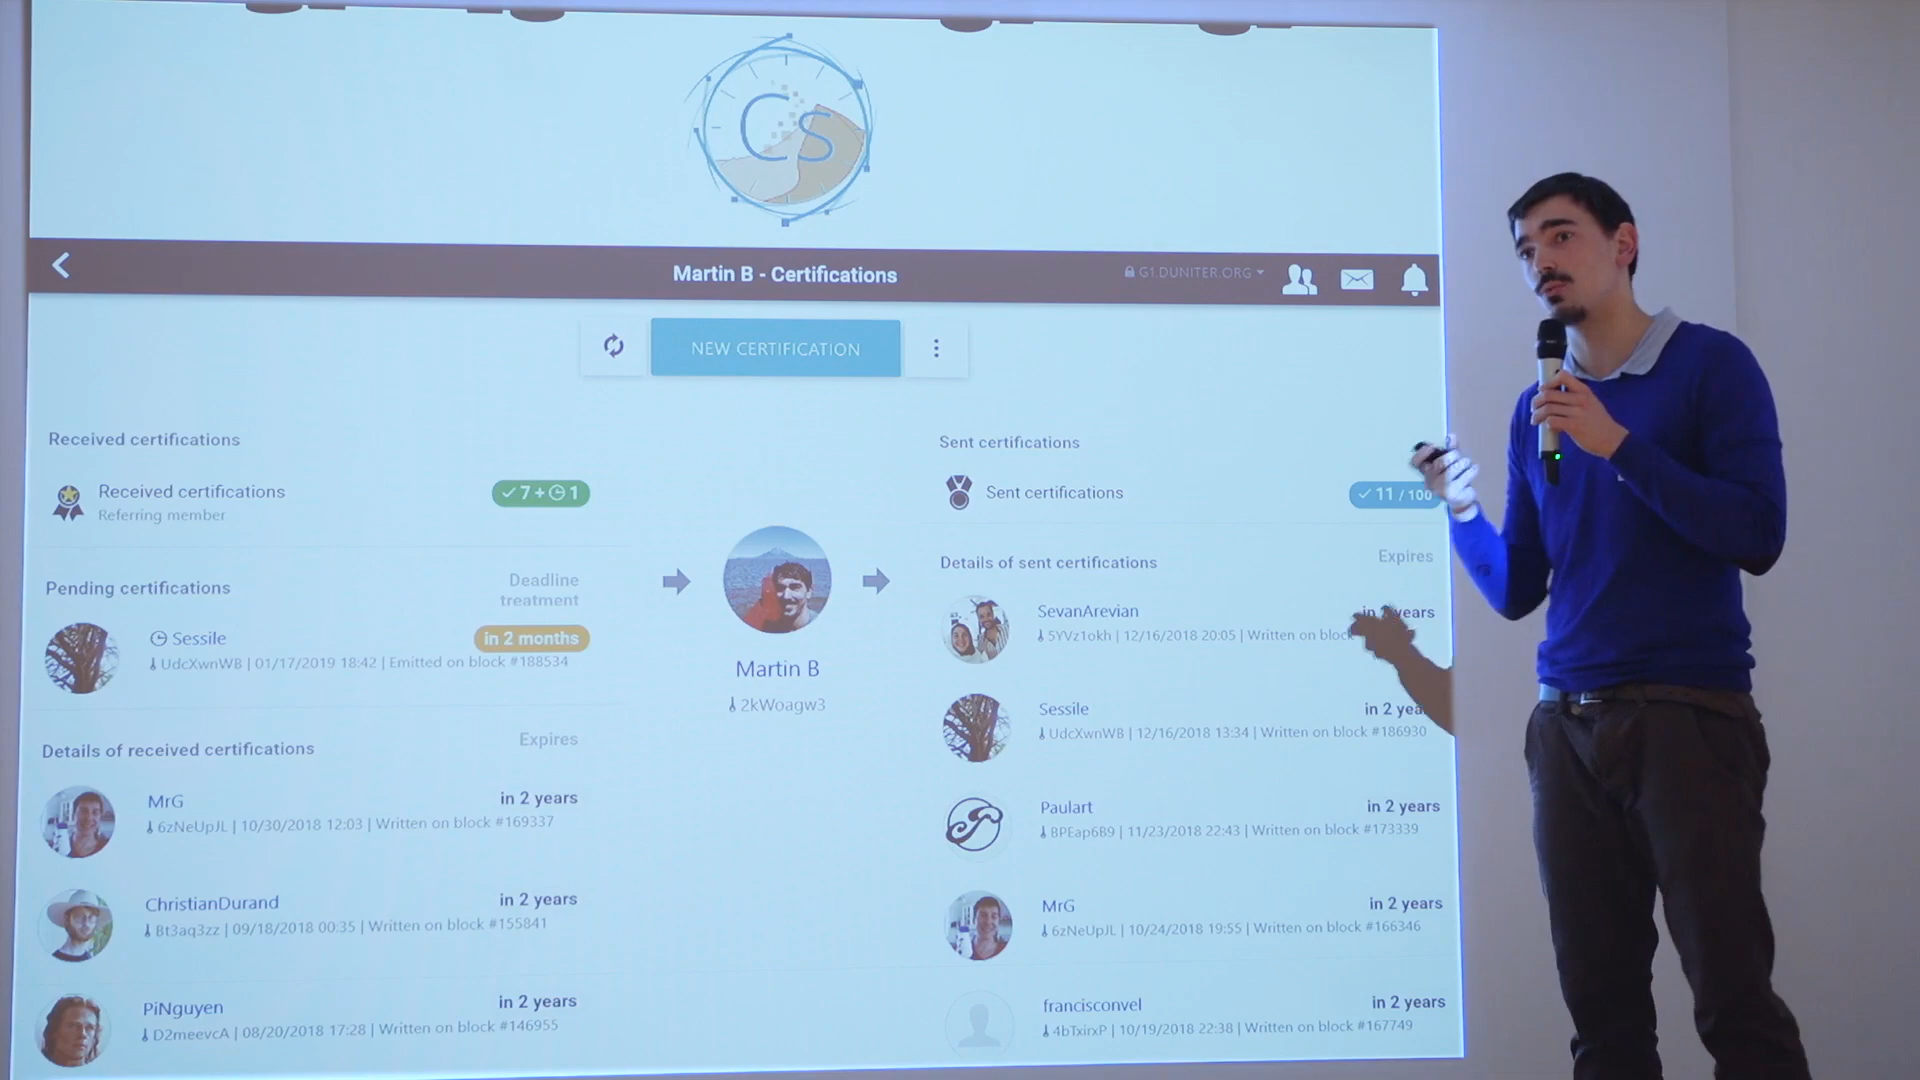 Cs
Martin B - Certifications
G1.DUNITER.ORG
NEW CERTIFICATION
Received certifications
Received certifications
Referring member
7 + 1
Pending certifications
Deadline
treatment
Sessile
in 2 months
UdcXwnWB | 01/17/2019 18:42 | Emitted on block #188534
Details of received certifications
Expires
MrG
in 2 years
6zNeUpJL | 10/30/2018 12:03 | Written on block #169337
ChristianDurand
in 2 years
Bt3aq3zz | 09/18/2018 00:35 | Written on block #155841
PiNguyen
in 2 years
D2meevcA | 08/20/2018 17:28 | Written on block #146955
Martin B
2kWoagw3
Sent certifications
Sent certifications
11 / 100
Details of sent certifications
Expires
SevanArevian
in 2 years
5YVz1okh | 12/16/2018 20:05 | Written on block
Sessile
in 2
UdcXwnWB | 12/16/2018 13:34 | Written on block #186930
Paulart
in 2 years
BPEap6B9 | 11/23/2018 22:43 | Written on block #173339
MrG
in 2 years
6zNeUpJL | 10/24/2018 19:55 | Written on block #166346
francisconvel
in 2 years
4bTxirxP | 10/19/2018 22:38 | Written on block #167749